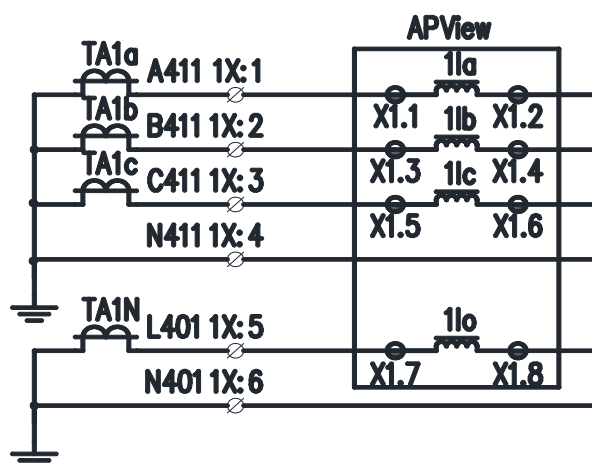 APView
TA1a A411 1X:1 1Ia
X1.1 X1.2
TA1b B411 1X:2 1Ib
X1.3 X1.4
TA1c C411 1X:3 1Ic
X1.5 X1.6
N411 1X:4
TA1N L401 1X:5 1Io
X1.7 X1.8
N401 1X:6